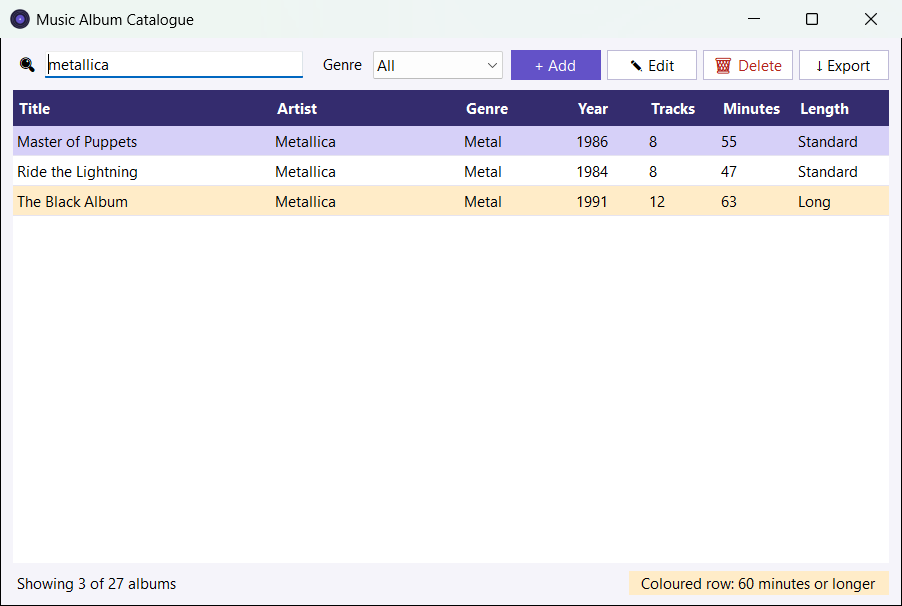 Music Album Catalogue
metallica Genre All + Add Edit Delete ↓ Export
Title Artist Genre Year Tracks Minutes Length
Master of Puppets Metallica Metal 1986 8 55 Standard
Ride the Lightning Metallica Metal 1984 8 47 Standard
The Black Album Metallica Metal 1991 12 63 Long
Showing 3 of 27 albums Coloured row: 60 minutes or longer